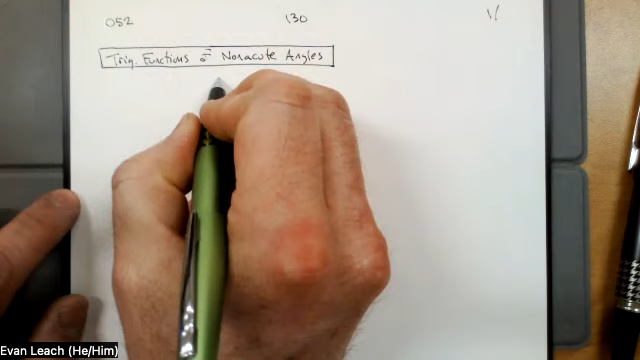 052 130 1/
Trig. Functions of Nonacute Angles
Evan Leach (He/Him)